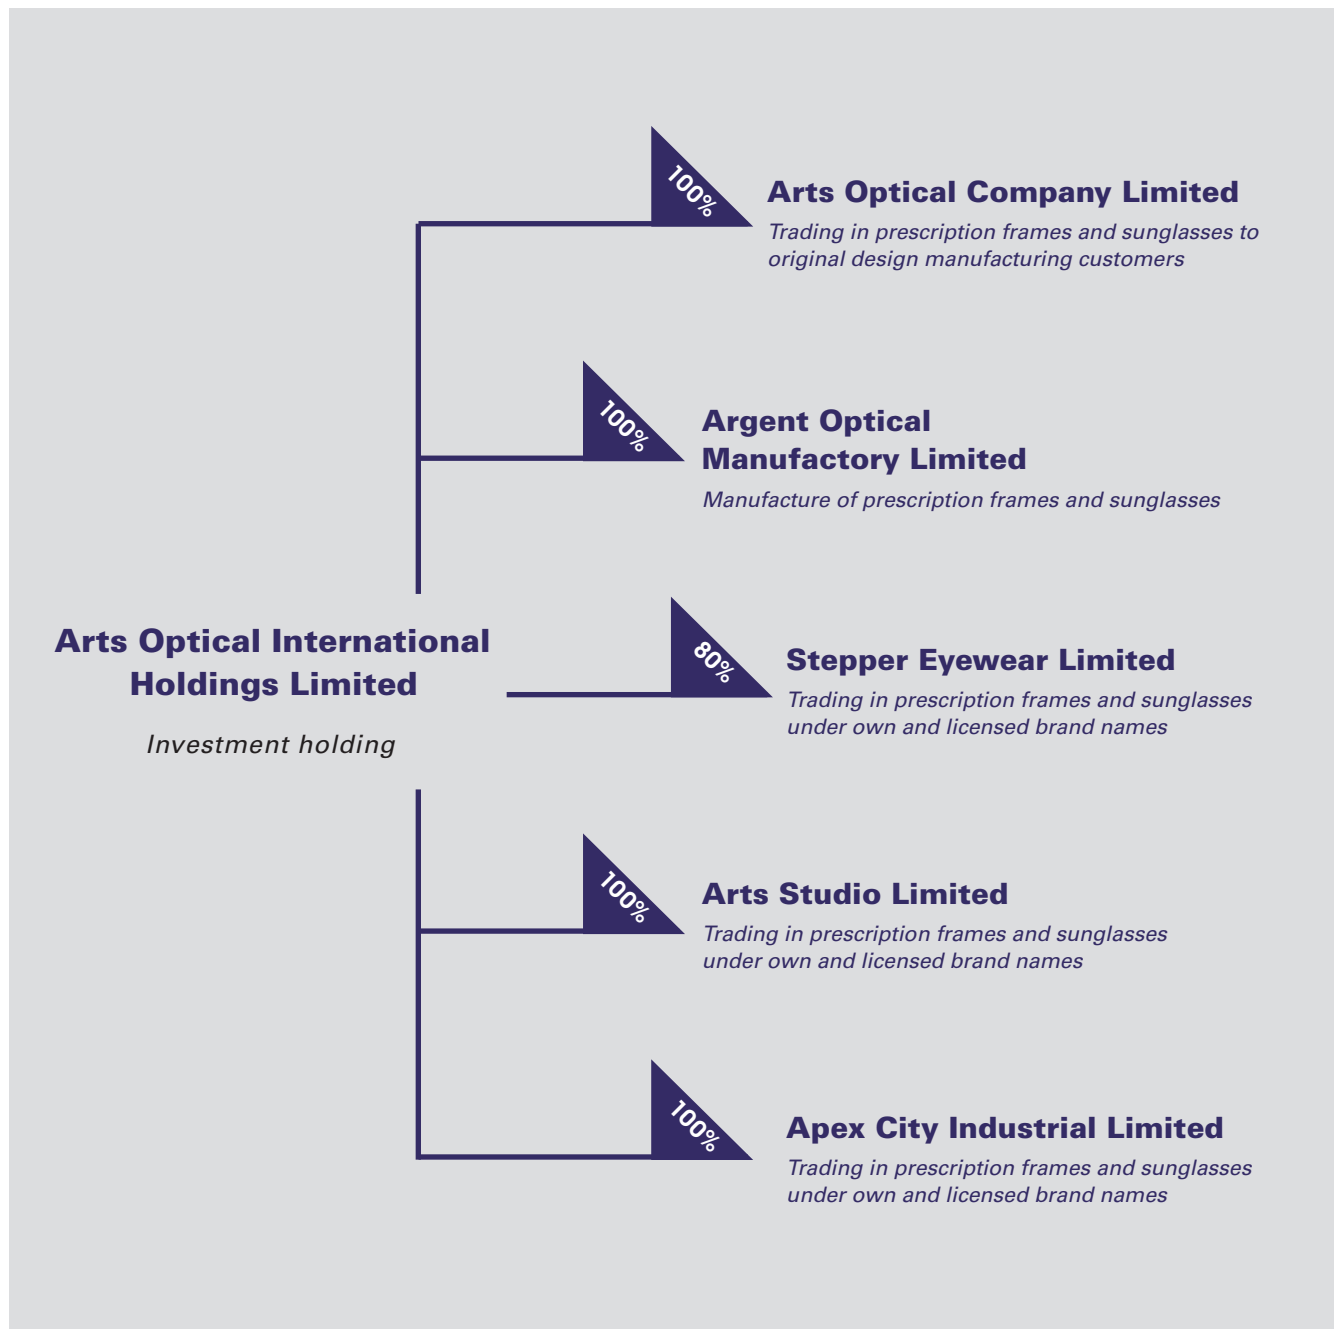 100%
Arts Optical Company Limited
Trading in prescription frames and sunglasses to
original design manufacturing customers
100%
Argent Optical
Manufactory Limited
Manufacture of prescription frames and sunglasses
Arts Optical International
Holdings Limited
Investment holding
80%
Stepper Eyewear Limited
Trading in prescription frames and sunglasses
under own and licensed brand names
100%
Arts Studio Limited
Trading in prescription frames and sunglasses
under own and licensed brand names
100%
Apex City Industrial Limited
Trading in prescription frames and sunglasses
under own and licensed brand names